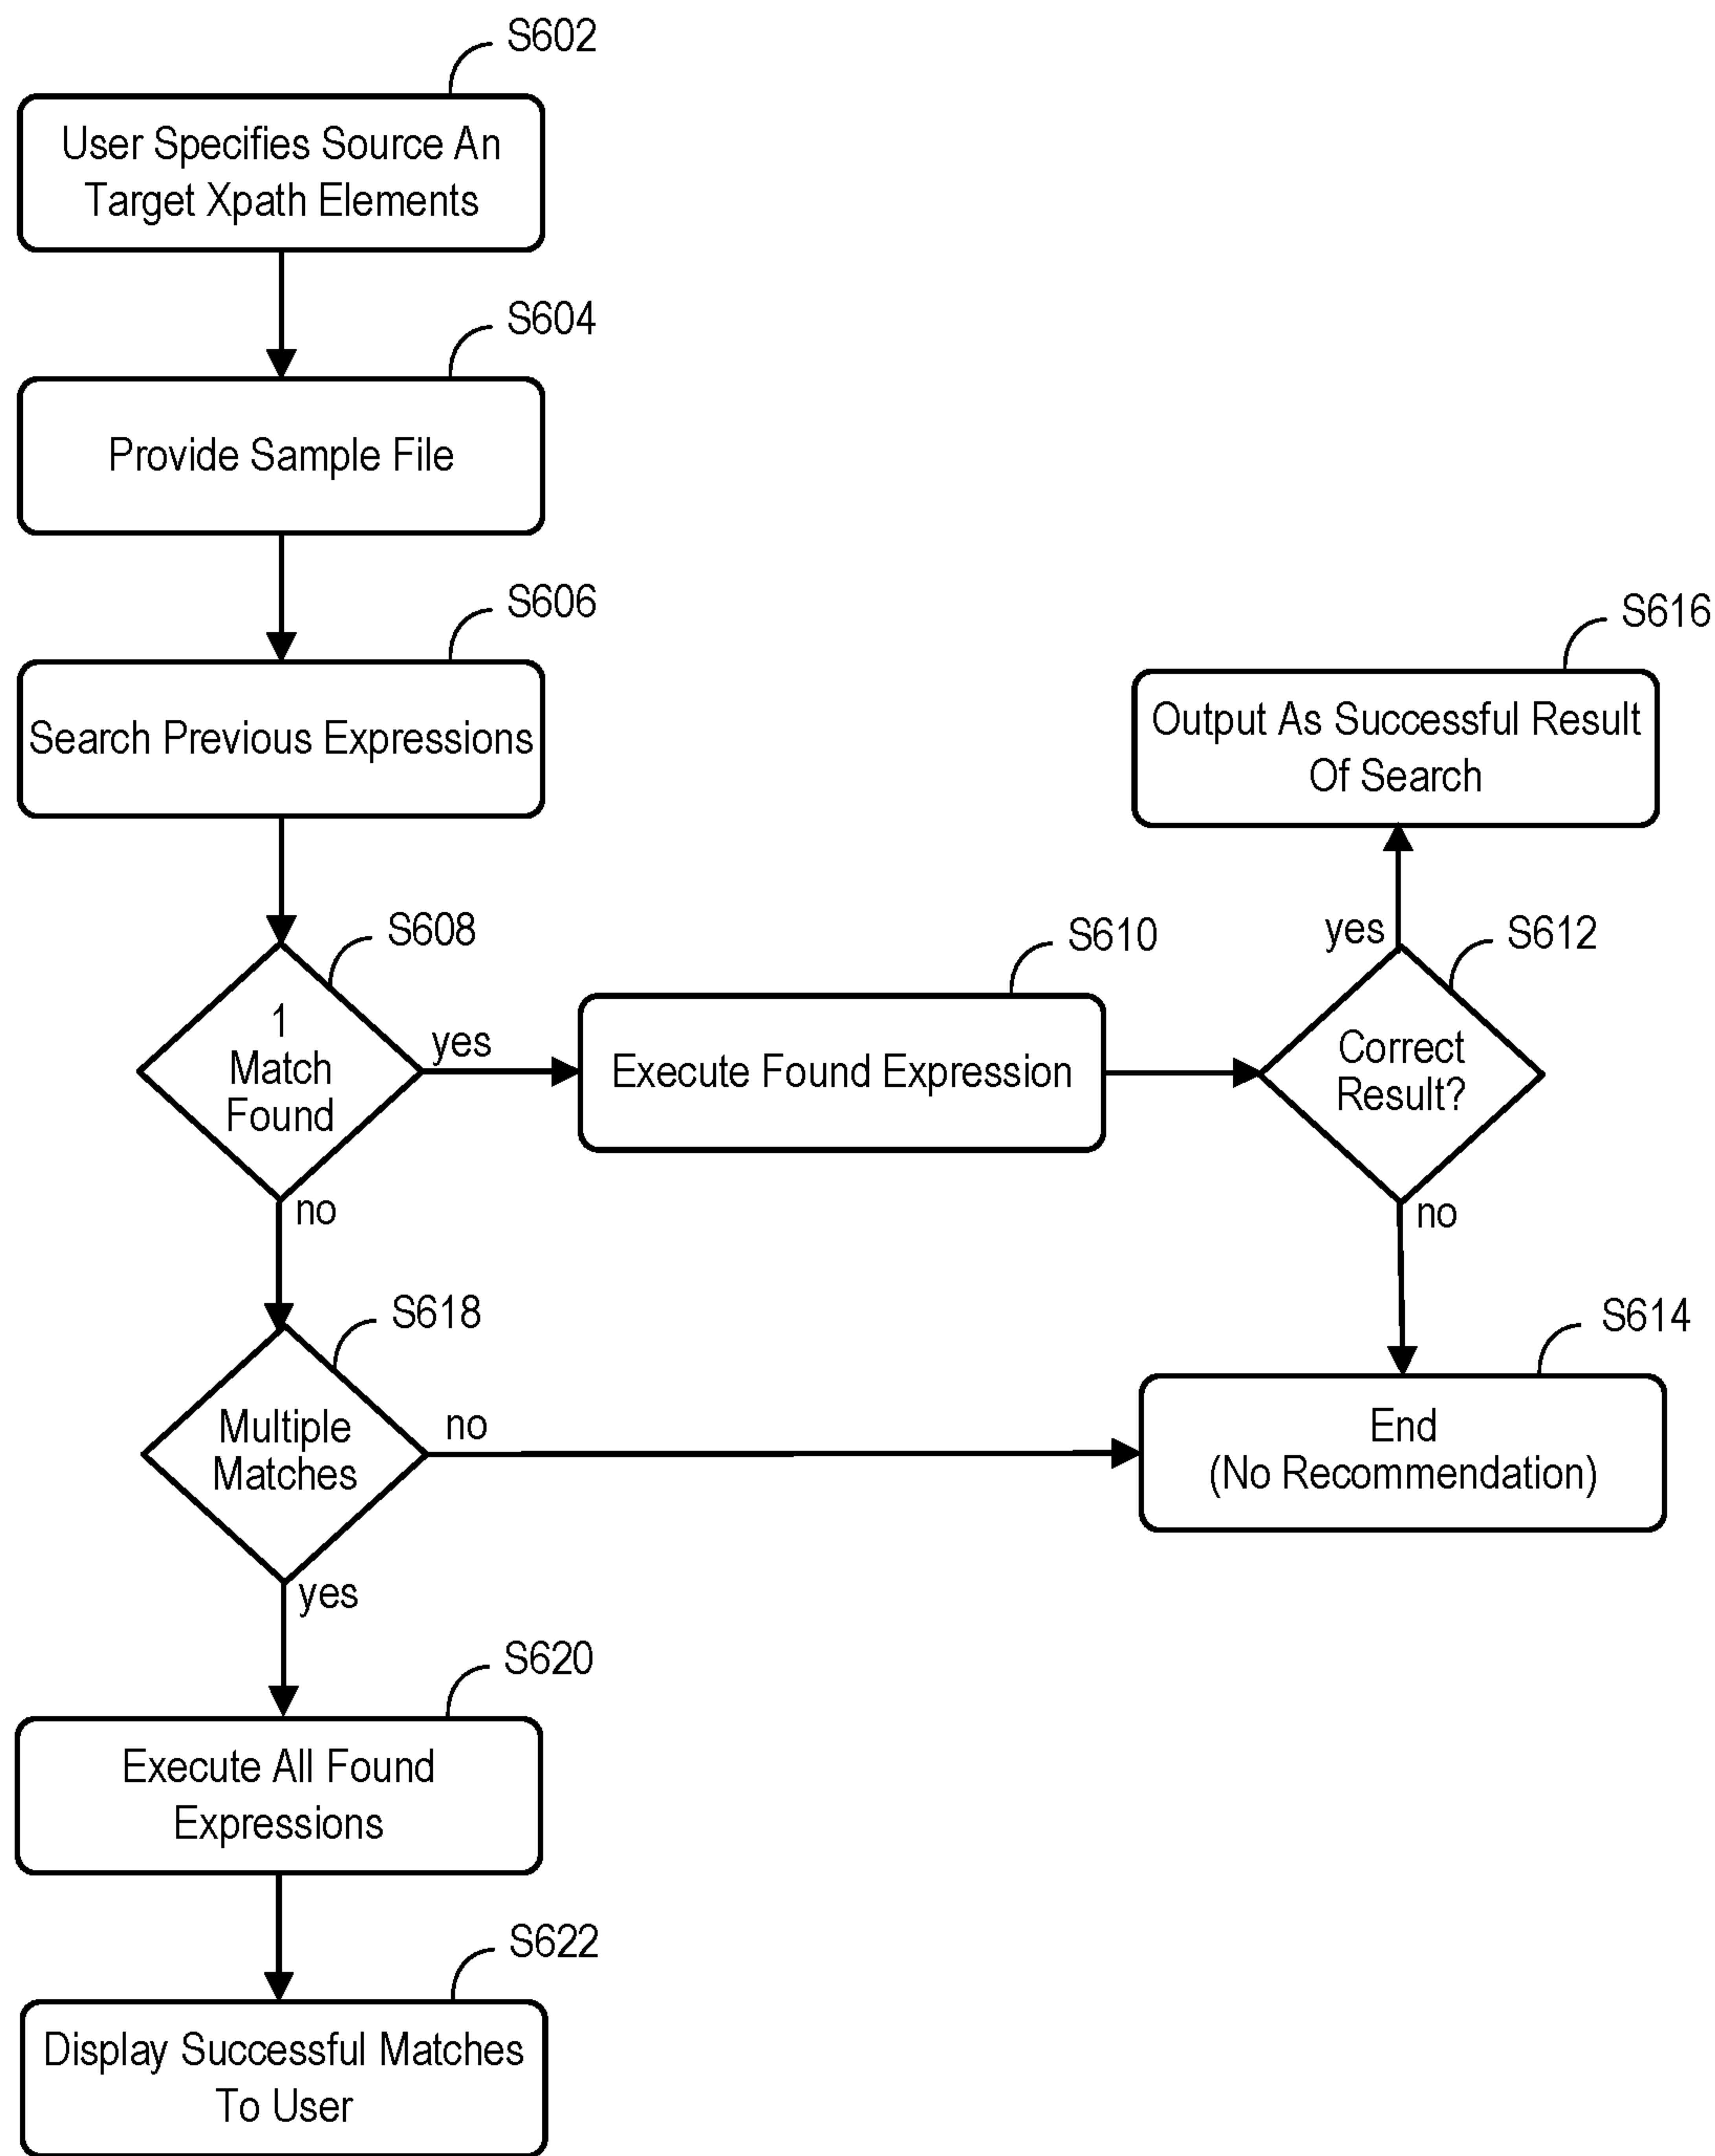 S602
User Specifies Source An
Target Xpath Elements
S604
Provide Sample File
S606
Search Previous Expressions
S616
Output As Successful Result
Of Search
S608
1
Match
Found
yes
no
S610
Execute Found Expression
S612
Correct
Result?
yes
no
S618
Multiple
Matches
no
yes
S614
End
(No Recommendation)
S620
Execute All Found
Expressions
S622
Display Successful Matches
To User